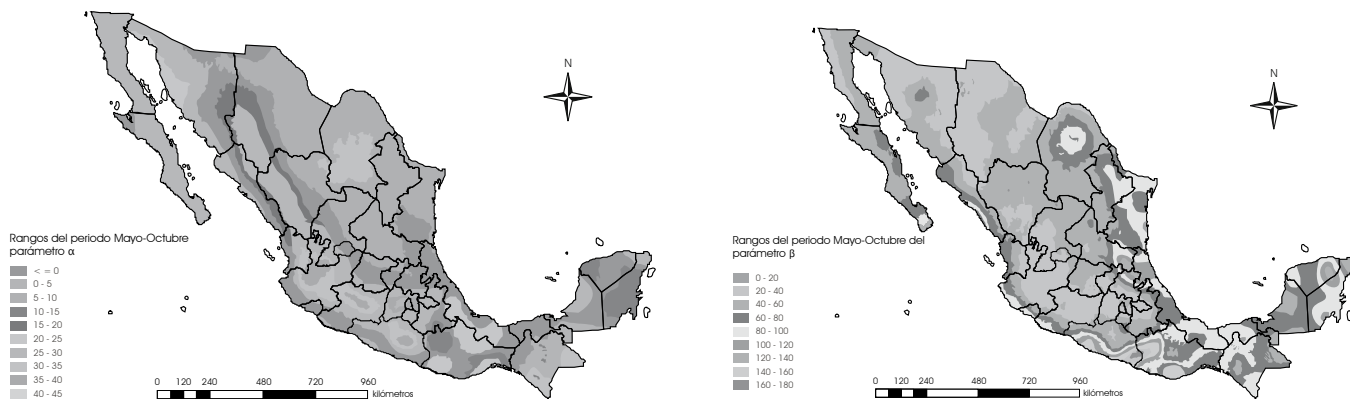 N
Rangos del periodo Mayo-Octubre
parámetro α
< = 0
0 - 5
5 - 10
10 -15
15 - 20
20 - 25
25 - 30
30 - 35
35 - 40
40 - 45
0 120 240 480 720 960
kilómetros
N
Rangos del periodo Mayo-Octubre del
parámetro β
0 - 20
20 - 40
40 - 60
60 - 80
80 - 100
100 - 120
120 - 140
140 - 160
160 - 180
0 120 240 480 720 960
kilómetros